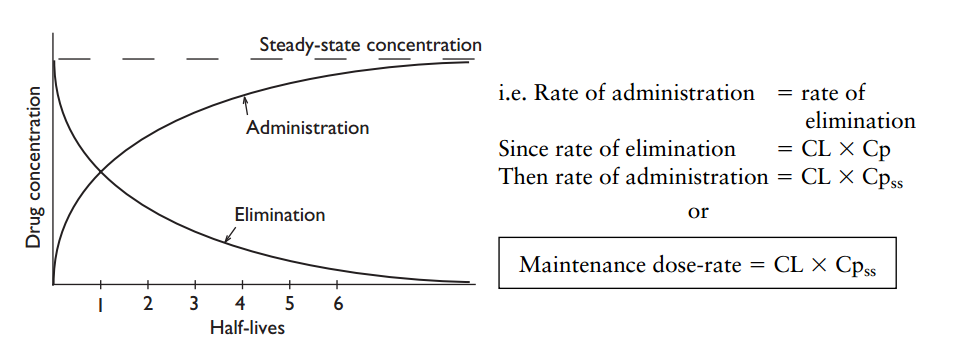 Steady-state concentration
Administration
Elimination
Drug concentration
1 2 3 4 5 6
Half-lives
i.e. Rate of administration = rate of
elimination
Since rate of elimination = CL × Cp
Then rate of administration = CL × Cpss
or
Maintenance dose-rate = CL × Cpss